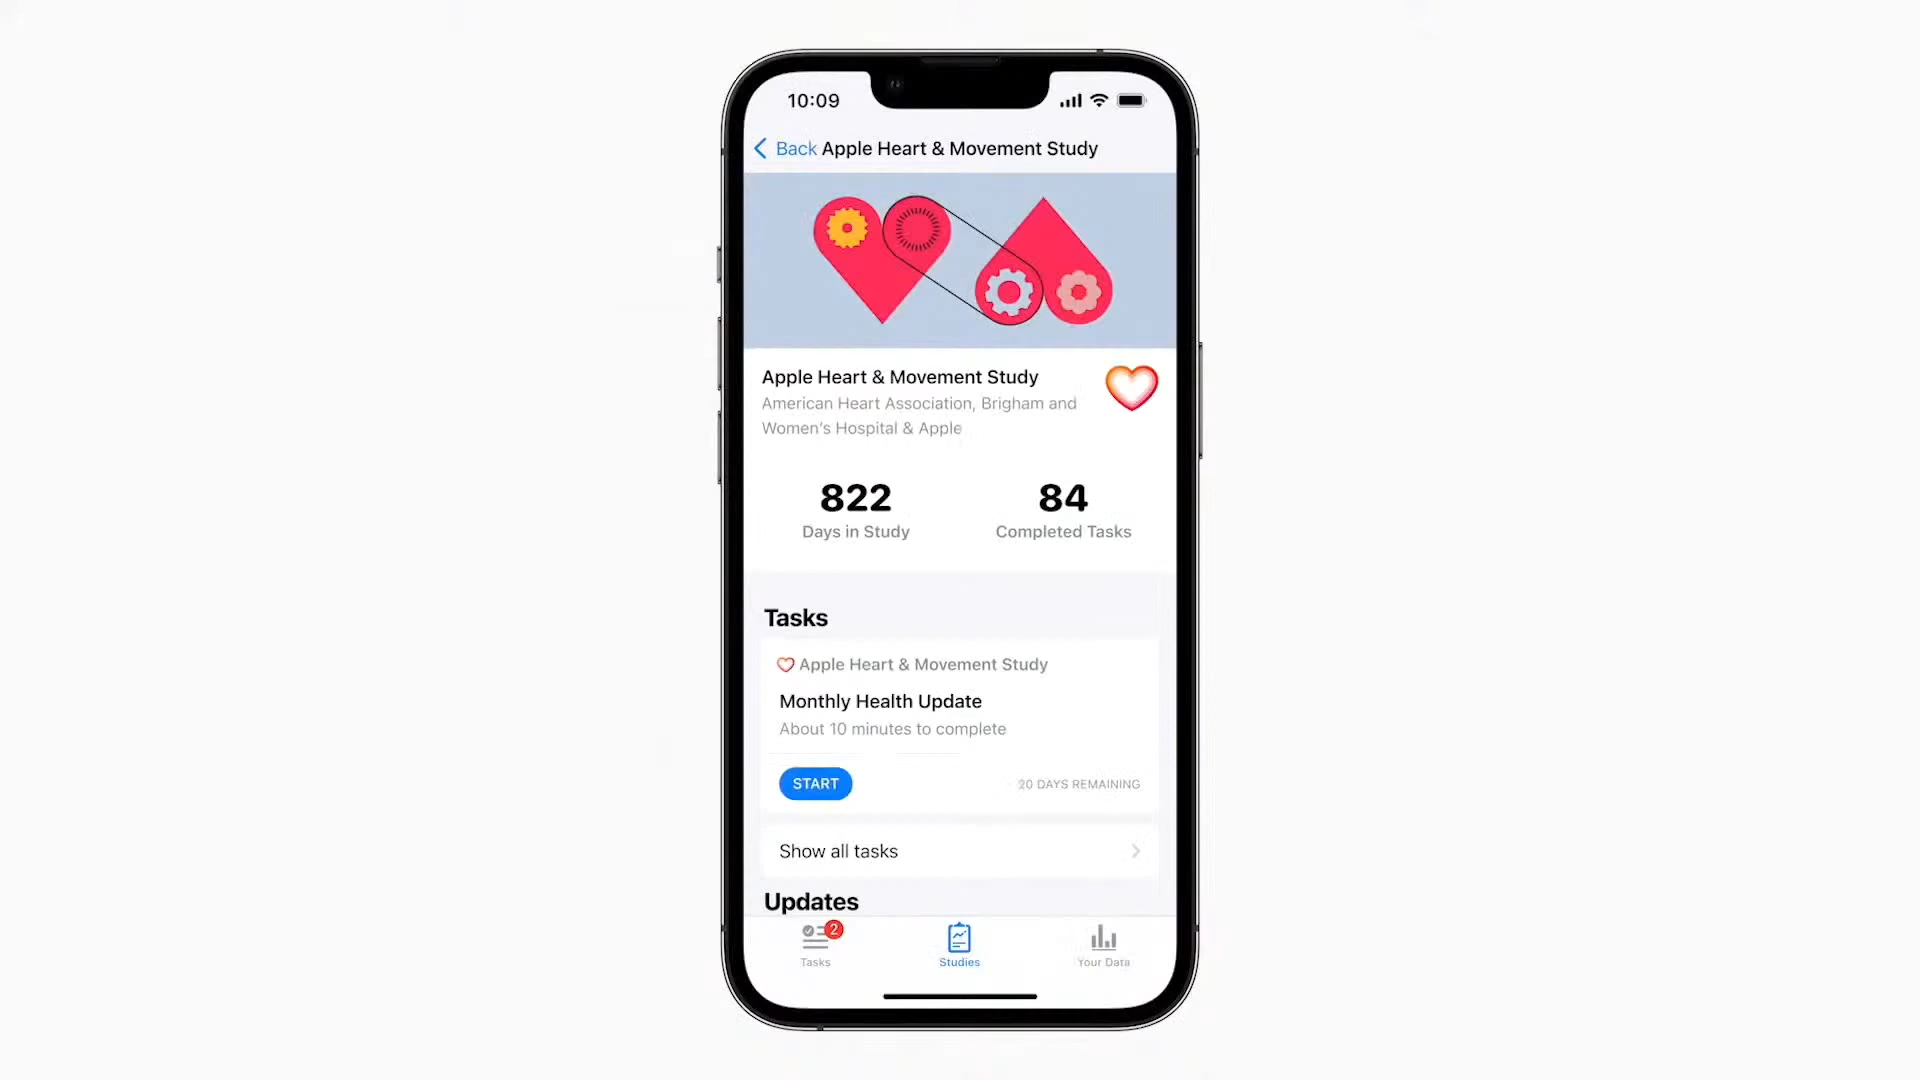 10:09
Back Apple Heart & Movement Study
Apple Heart & Movement Study
American Heart Association, Brigham and
Women's Hospital & Apple
822 84
Days in Study Completed Tasks
Tasks
Apple Heart & Movement Study
Monthly Health Update
About 10 minutes to complete
START 20 DAYS REMAINING
Show all tasks
Updates
2
Tasks Studies Your Data